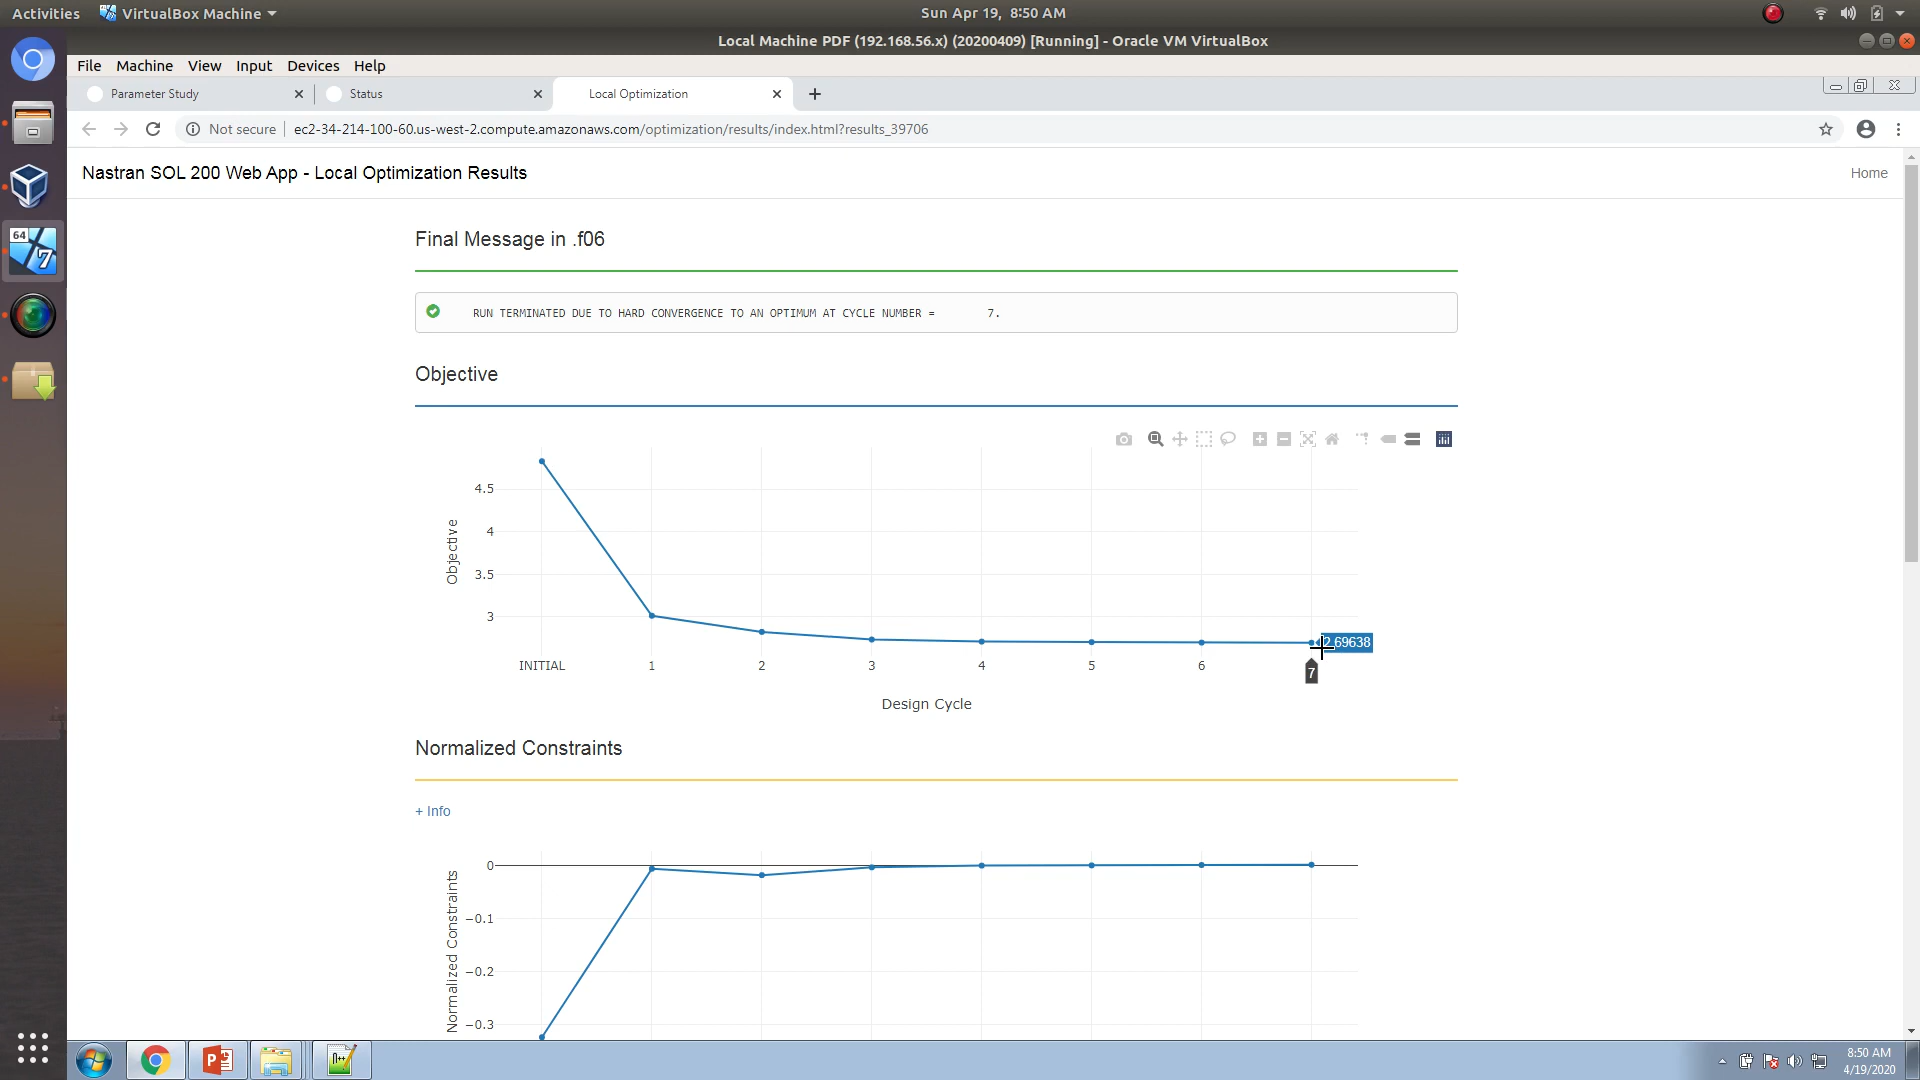 Activities
VirtualBox Machine
Sun Apr 19, 8:50 AM
Local Machine PDF (192.168.56.x) (20200409) [Running] - Oracle VM VirtualBox
File Machine View Input Devices Help
Parameter Study
Status
Local Optimization
Not secure
ec2-34-214-100-60.us-west-2.compute.amazonaws.com/optimization/results/index.html?results_39706
Nastran SOL 200 Web App - Local Optimization Results
Home
64
7
Final Message in .f06
RUN TERMINATED DUE TO HARD CONVERGENCE TO AN OPTIMUM AT CYCLE NUMBER = 7.
Objective
4.5
4
3.5
3
Objective
2.69638
INITIAL
1
2
3
4
5
6
7
Design Cycle
Normalized Constraints
+ Info
0
−0.1
−0.2
−0.3
Normalized Constraints
8:50 AM
4/19/2020